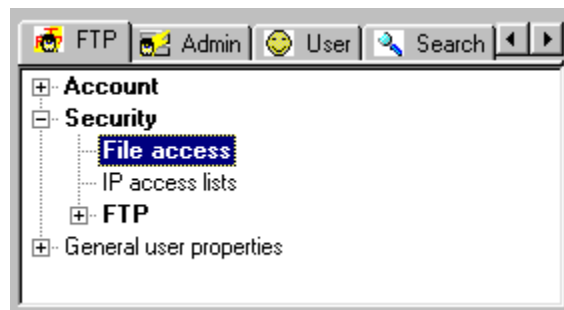 FTP Admin User Search
Account
Security
File access
IP access lists
FTP
General user properties